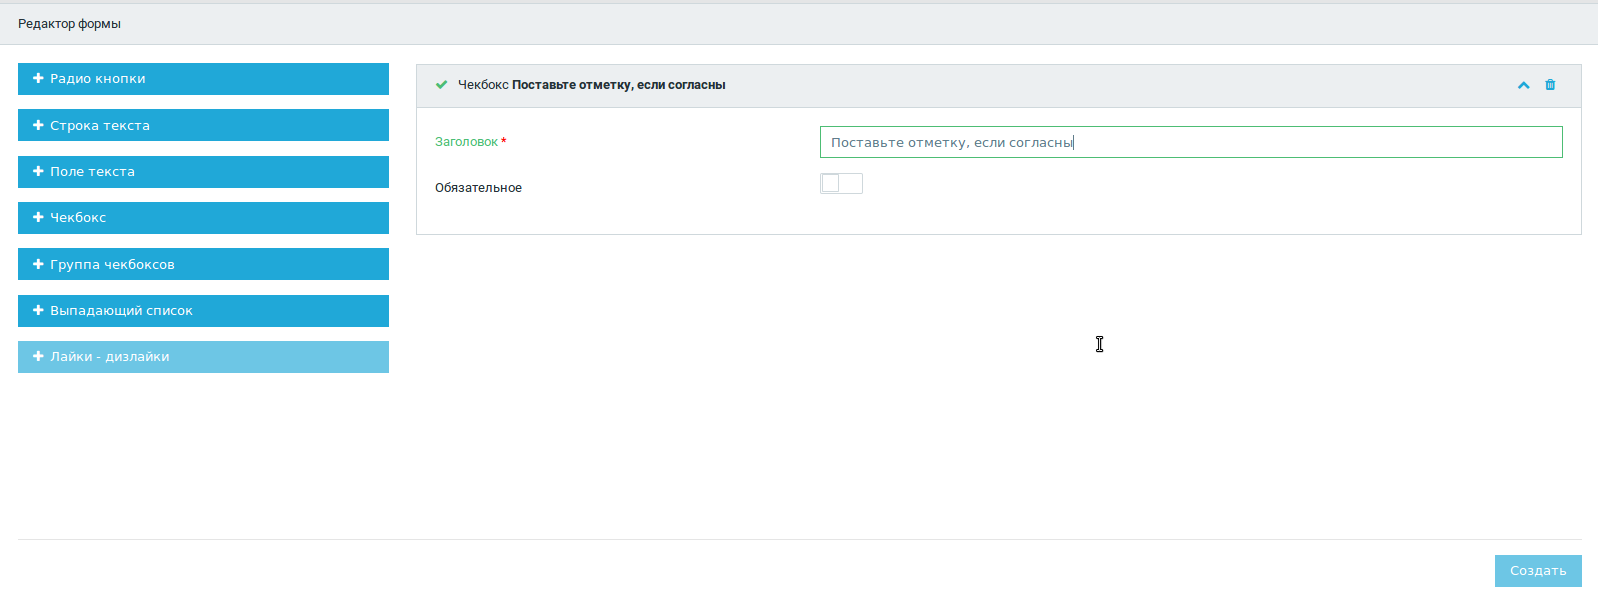 Редактор формы
Радио кнопки
Строка текста
Поле текста
Чекбокс
Группа чекбоксов
Выпадающий список
Лайки - дизлайки
Чекбокс Поставьте отметку, если согласны
Заголовок *
Поставьте отметку, если согласны
Обязательное
Создать